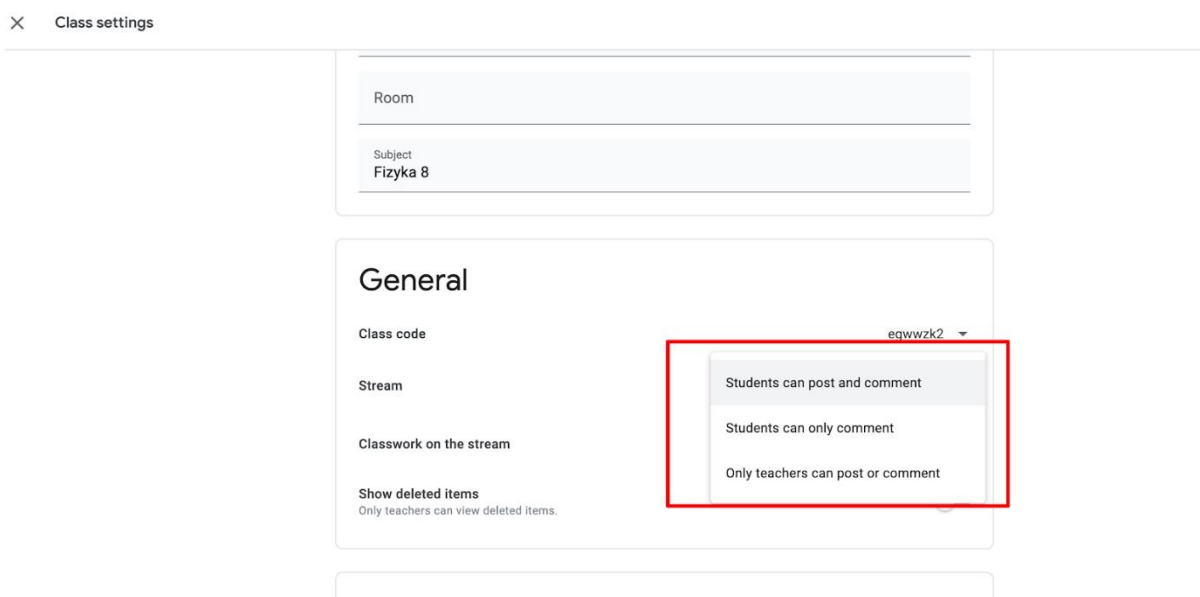 Class settings
Room
Subject
Fizyka 8
General
Class code
eqwwzk2
Stream
Students can post and comment
Students can only comment
Classwork on the stream
Only teachers can post or comment
Show deleted items
Only teachers can view deleted items.